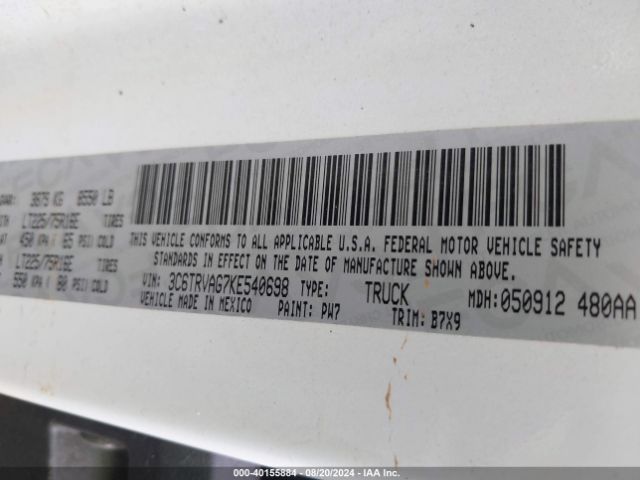 3875 KG 8550 LB
LT225/75R16E TIRES
450 KPA / 65 PSI COLD
LT225/75R16E TIRES
550 KPA / 80 PSI COLD
THIS VEHICLE CONFORMS TO ALL APPLICABLE U.S.A. FEDERAL MOTOR VEHICLE SAFETY
STANDARDS IN EFFECT ON THE DATE OF MANUFACTURE SHOWN ABOVE.
VIN: 3C6TRVAG7KE540698 TYPE: TRUCK MDH:050912 480AA
VEHICLE MADE IN MEXICO PAINT: PW7 TRIM: B7X9
000-40155884 - 08/20/2024 - IAA, INC.